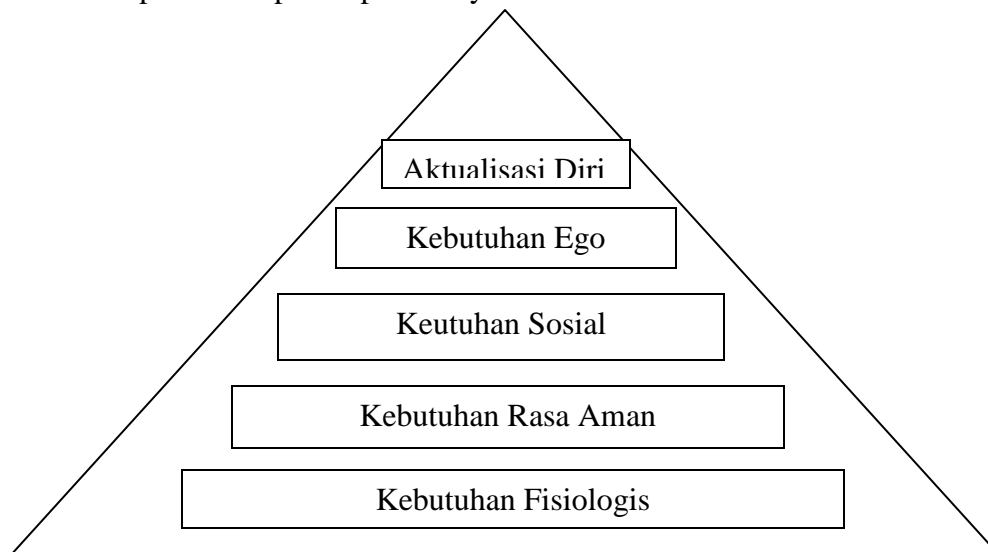 Aktualisasi Diri
Kebutuhan Ego
Keutuhan Sosial
Kebutuhan Rasa Aman
Kebutuhan Fisiologis